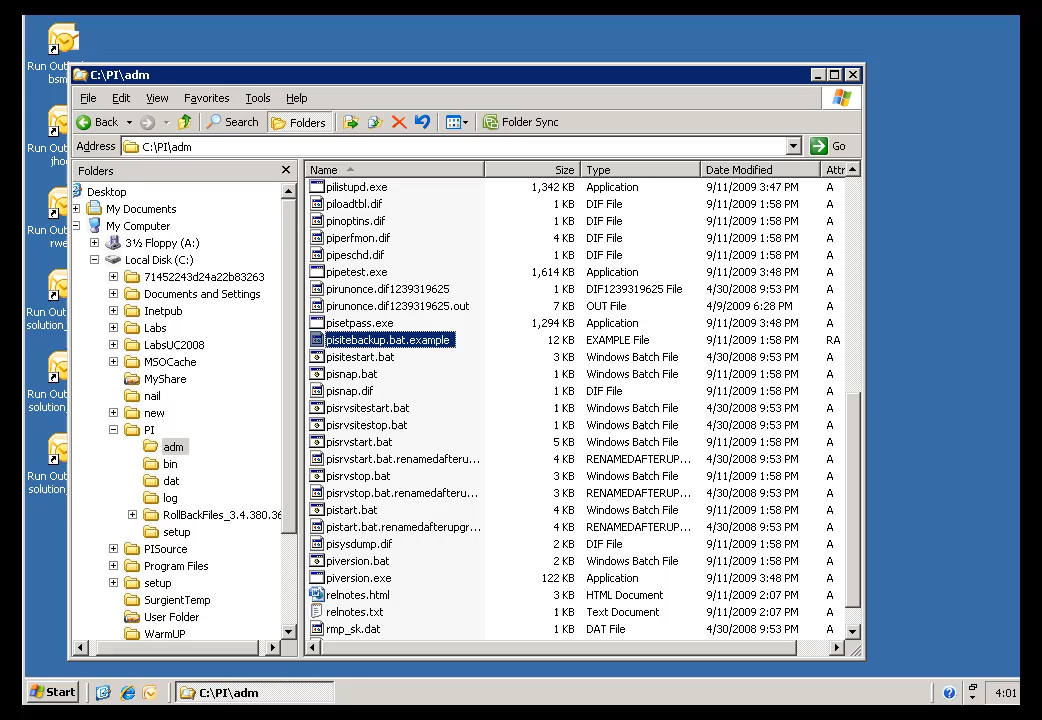 Run Out
bsm
Run Out
jhoo
Run Out
rwe
Run Out
solution_
Run Out
solution_
Run Out
solution_
C:\PI\adm
File Edit View Favorites Tools Help
Back Search Folders Folder Sync
Address C:\PI\adm Go
Folders
Desktop
My Documents
My Computer
3½ Floppy (A:)
Local Disk (C:)
71452243d24a22b83263
Documents and Settings
Inetpub
Labs
LabsUC2008
MSOCache
MyShare
nail
new
PI
adm
bin
dat
log
RollBackFiles_3.4.380.36
setup
PISource
Program Files
setup
SurgientTemp
User Folder
WarmUP
Name Size Type Date Modified Attr
pilistupd.exe 1,342 KB Application 9/11/2009 3:47 PM A
piloadtbl.dif 1 KB DIF File 9/11/2009 1:58 PM A
pinoptins.dif 1 KB DIF File 9/11/2009 1:58 PM A
piperfmon.dif 4 KB DIF File 9/11/2009 1:58 PM A
pipeschd.dif 1 KB DIF File 9/11/2009 1:58 PM A
pipetest.exe 1,614 KB Application 9/11/2009 3:48 PM A
pirunonce.dif1239319625 1 KB DIF1239319625 File 4/30/2008 9:53 PM A
pirunonce.dif1239319625.out 7 KB OUT File 4/9/2009 6:28 PM A
pisetpass.exe 1,294 KB Application 9/11/2009 3:48 PM A
pisitebackup.bat.example 12 KB EXAMPLE File 9/11/2009 1:58 PM RA
pisitestart.bat 3 KB Windows Batch File 4/30/2008 9:53 PM A
pisnap.bat 3 KB Windows Batch File 9/11/2009 1:58 PM A
pisnap.dif 1 KB DIF File 9/11/2009 1:58 PM A
pisrvsitestart.bat 1 KB Windows Batch File 4/30/2008 9:53 PM A
pisrvsitestop.bat 1 KB Windows Batch File 4/30/2008 9:53 PM A
pisrvstart.bat 5 KB Windows Batch File 9/11/2009 1:58 PM A
pisrvstart.bat.renamedafteru... 4 KB RENAMEDAFTERUP... 4/30/2008 9:53 PM A
pisrvstop.bat 3 KB Windows Batch File 9/11/2009 1:58 PM A
pisrvstop.bat.renamedafteru... 3 KB RENAMEDAFTERUP... 4/30/2008 9:53 PM A
pistart.bat 4 KB Windows Batch File 9/11/2009 1:58 PM A
pistart.bat.renamedafterupgr... 4 KB RENAMEDAFTERUP... 4/30/2008 9:53 PM A
pisysdump.dif 2 KB DIF File 9/11/2009 1:58 PM A
piversion.bat 2 KB Windows Batch File 9/11/2009 1:58 PM A
piversion.exe 122 KB Application 9/11/2009 3:48 PM A
relnotes.html 3 KB HTML Document 9/11/2009 2:07 PM A
relnotes.txt 1 KB Text Document 9/11/2009 2:07 PM A
rmp_sk.dat 1 KB DAT File 4/30/2008 9:53 PM A
Start C:\PI\adm 4:01